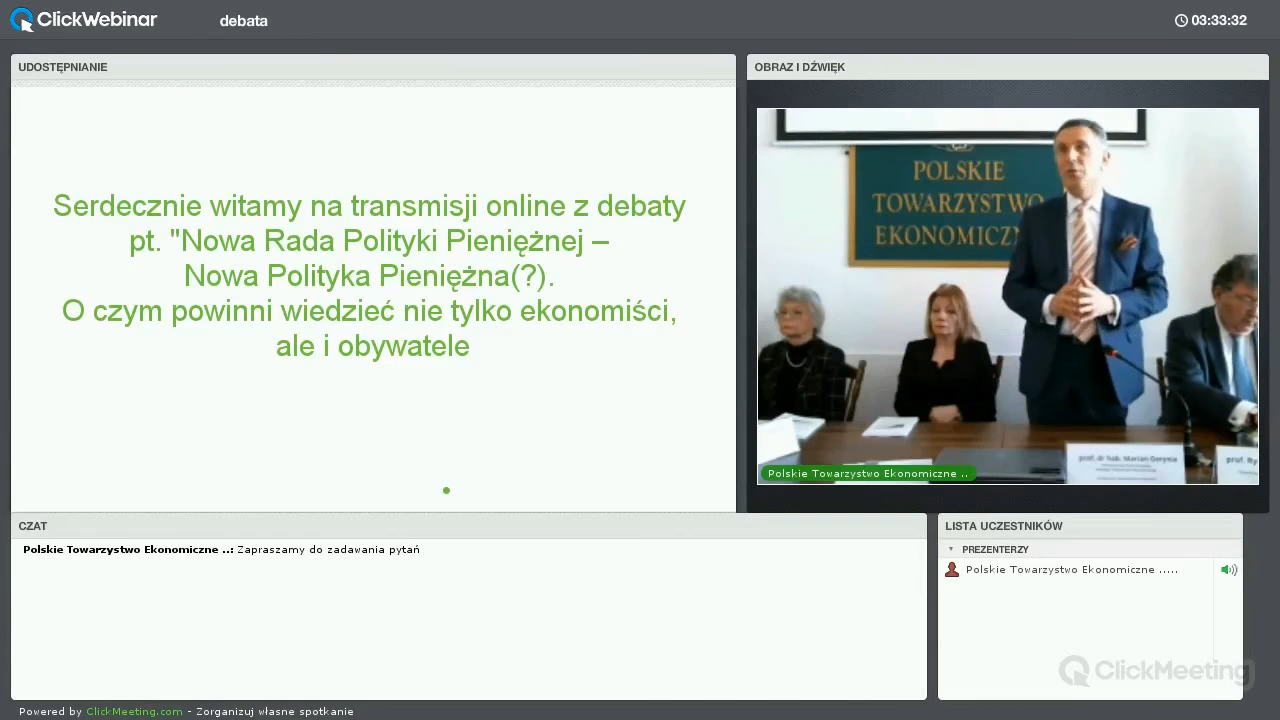 ClickWebinar
debata
03:33:32
UDOSTĘPNIANIE
Serdecznie witamy na transmisji online z debaty
pt. "Nowa Rada Polityki Pieniężnej –
Nowa Polityka Pieniężna(?).
O czym powinni wiedzieć nie tylko ekonomiści,
ale i obywatele
OBRAZ I DŹWIĘK
POLSKIE
TOWARZYSTWO
EKONOMICZN
prof. dr hab. Marian Gorynia
prof.
Polskie Towarzystwo Ekonomiczne ..
CZAT
Polskie Towarzystwo Ekonomiczne ..: Zapraszamy do zadawania pytań
LISTA UCZESTNIKÓW
PREZENTERZY
Polskie Towarzystwo Ekonomiczne .....
ClickMeeting
Powered by ClickMeeting.com - Zorganizuj własne spotkanie